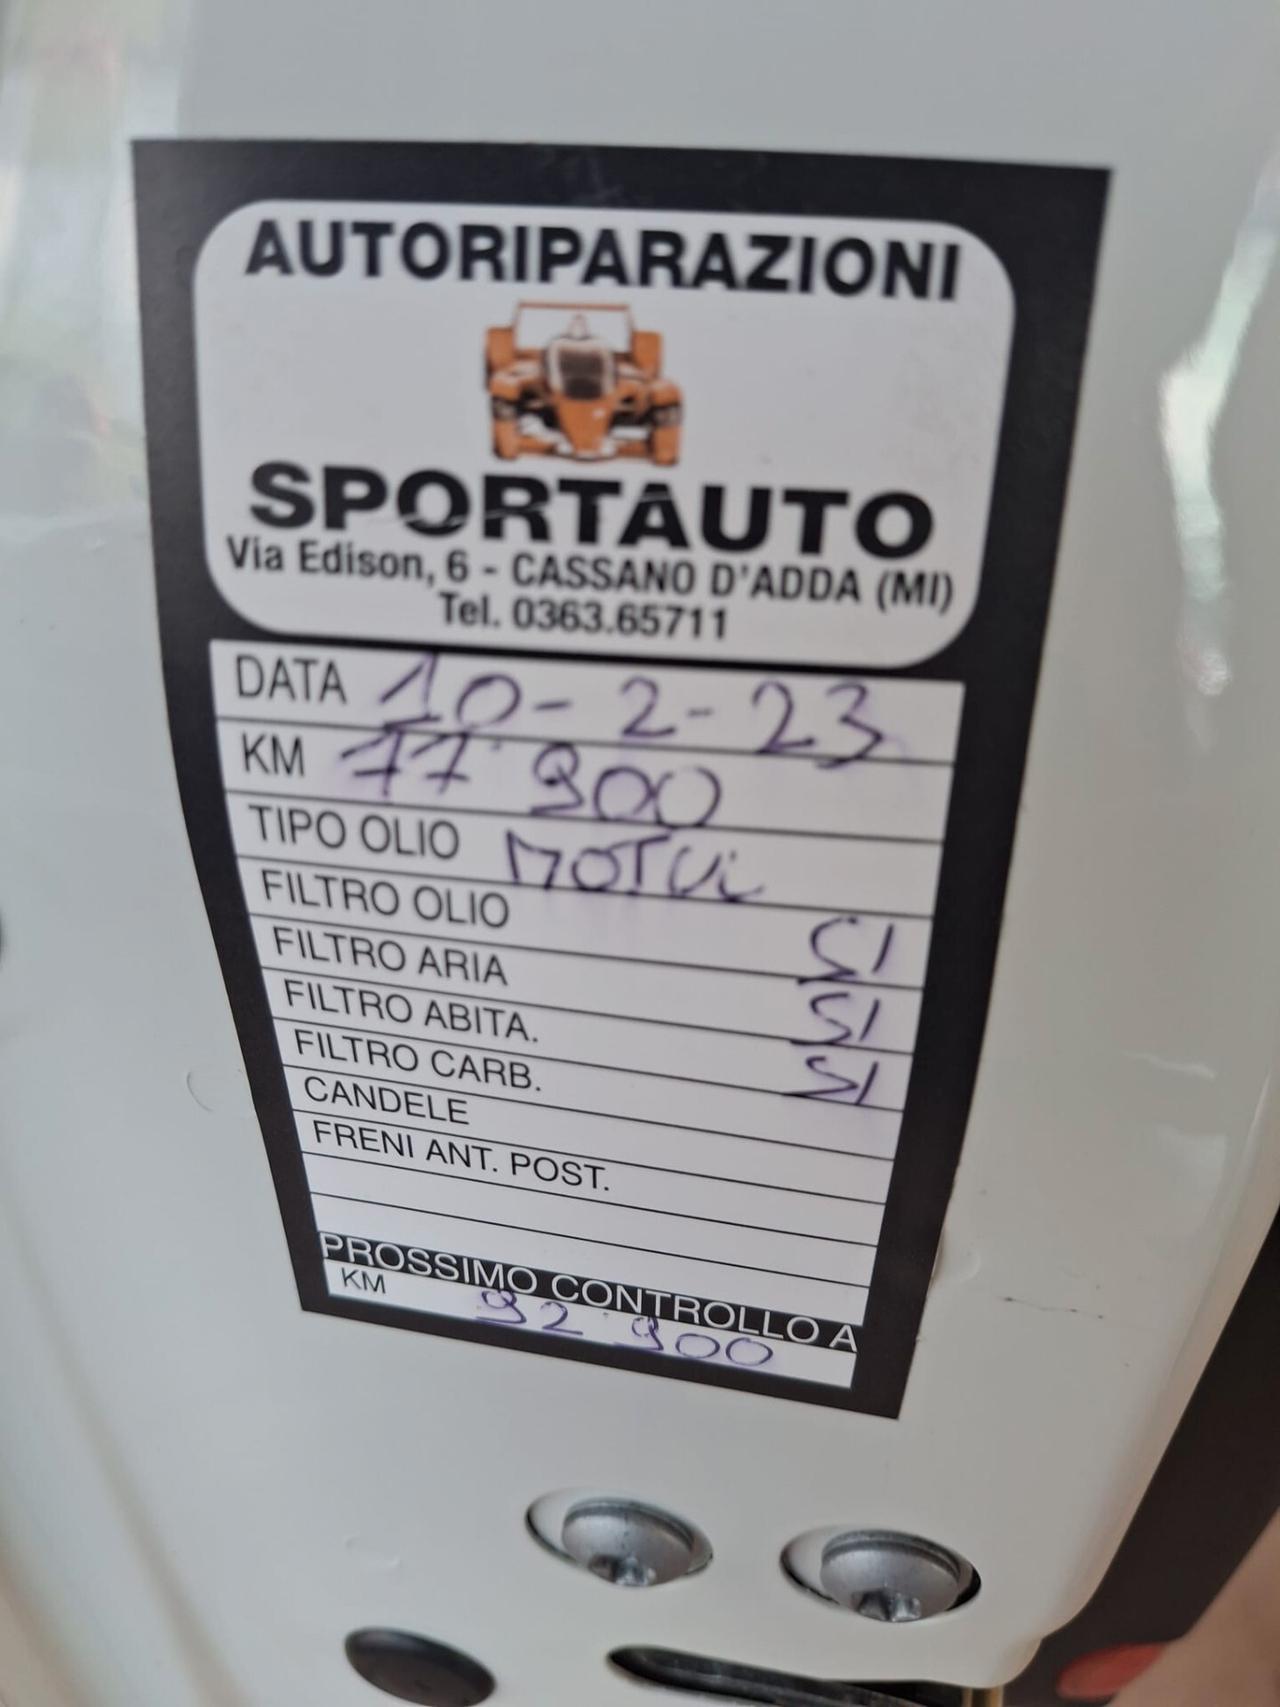 AUTORIPARAZIONI
SPORTAUTO
Via Edison, 6 - CASSANO D'ADDA (MI)
Tel. 0363.65711
DATA 10-2-23
KM 77 900
TIPO OLIO MOTUL
FILTRO OLIO SI
FILTRO ARIA SI
FILTRO ABITA. SI
FILTRO CARB.
CANDELE
FRENI ANT. POST.
PROSSIMO CONTROLLO A
KM 92 900